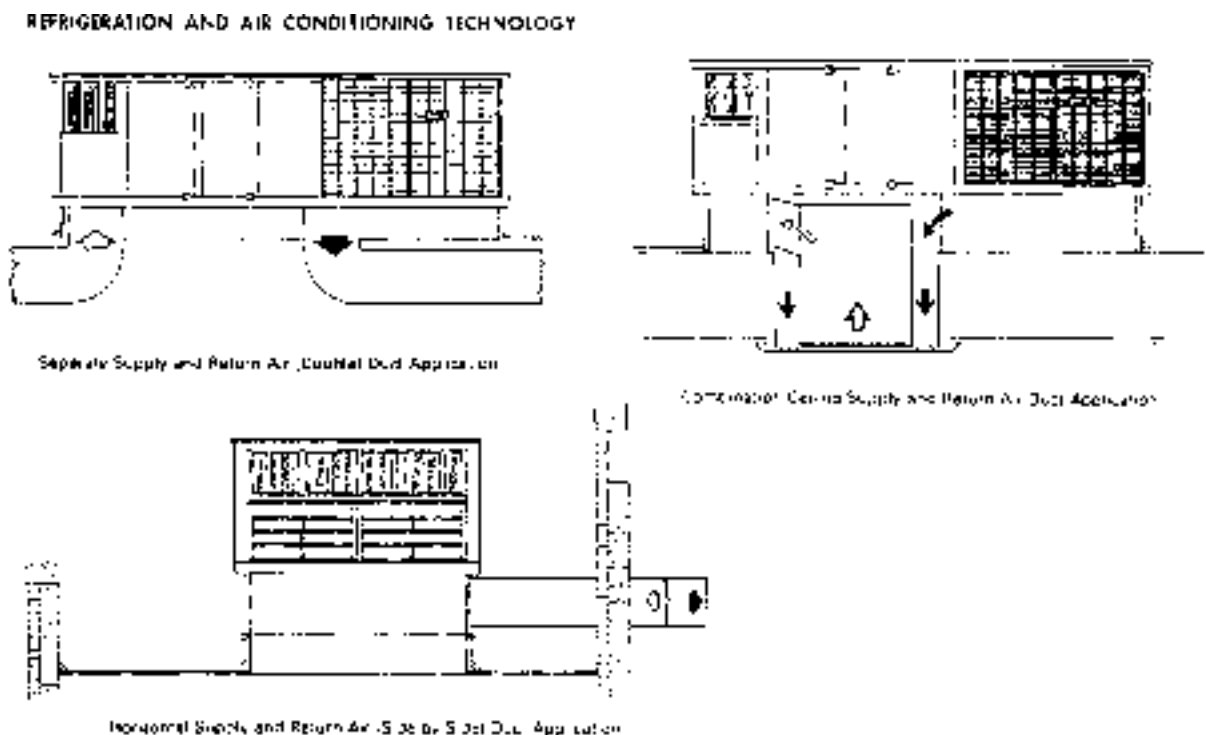 REFRIGERATION AND AIR CONDITIONING TECHNOLOGY
Separate Supply and Return Air Duct Application
Combination Ceiling Supply and Return Air Duct Application
Horizontal Supply and Return Air (Side by Side) Duct Application